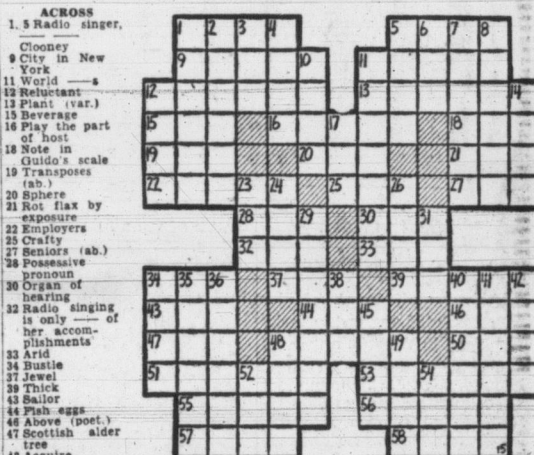 ACROSS
1, 5 Radio singer,
— —
Clooney
9 City in New
York
11 World —s
12 Reluctant
13 Plant (var.)
15 Beverage
16 Play the part
of host
18 Note in
Guido's scale
19 Transposes
(ab.)
20 Sphere
21 Rot flax by
exposure
22 Employers
25 Crafty
27 Seniors (ab.)
28 Possessive
pronoun
30 Organ of
hearing
32 Radio singing
is only — of
her accom-
plishments
33 Arid
34 Bustle
37 Jewel
39 Thick
43 Sailor
44 Fish eggs
46 Above (poet.)
47 Scottish alder
tree
1 2 3 4 5 6 7 8
9 10 11
12 13 14
15 16 17 18
19 20 21
22 23 24 25 26 27
28 29 30 31
32 33
34 35 36 37 38 39 40 41 42
43 44 45 46
47 48 49 50
51 52 53 54
55 56
57 58
15